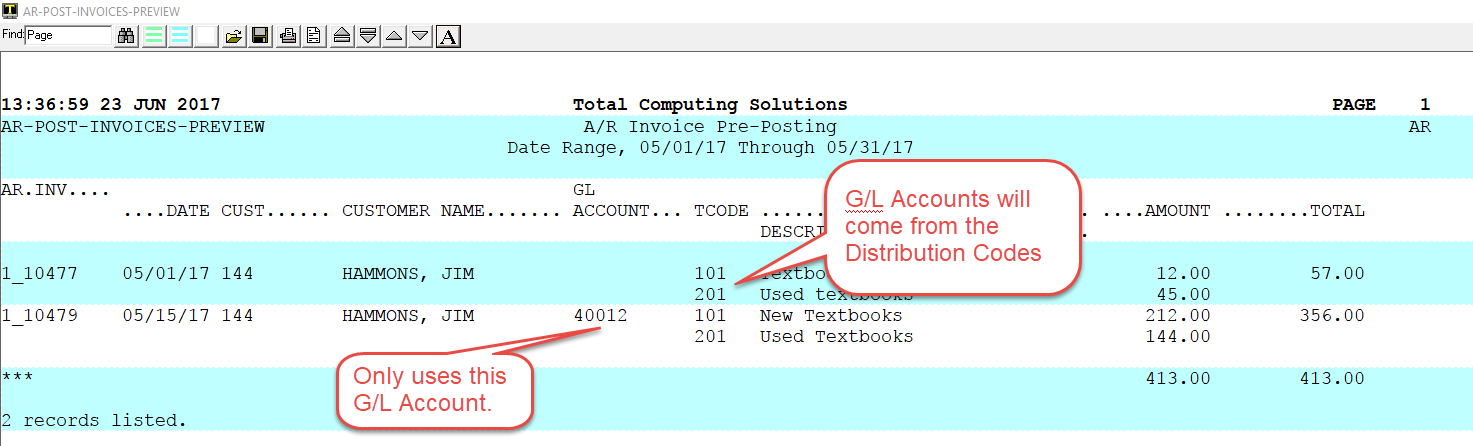 AR-POST-INVOICES-PREVIEW
Find: Page
A
13:36:59 23 JUN 2017 Total Computing Solutions PAGE 1
AR-POST-INVOICES-PREVIEW A/R Invoice Pre-Posting AR
Date Range, 05/01/17 Through 05/31/17
AR.INV.... GL
....DATE CUST...... CUSTOMER NAME....... ACCOUNT... TCODE ....AMOUNT ........TOTAL
G/L Accounts will
come from the
Distribution Codes
1_10477 05/01/17 144 HAMMONS, JIM 101 12.00 57.00
201 Used textbooks 45.00
1_10479 05/15/17 144 HAMMONS, JIM 40012 101 New Textbooks 212.00 356.00
201 Used Textbooks 144.00
Only uses this
G/L Account.
*** 413.00 413.00
2 records listed.